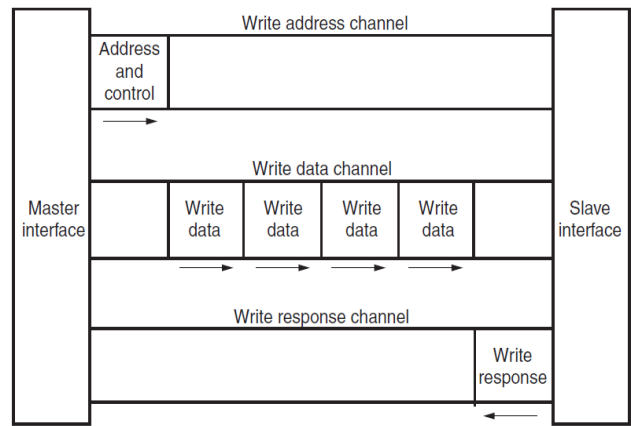 Write address channel
Address
and
control
Write data channel
Master
interface
Write
data
Write
data
Write
data
Write
data
Slave
interface
Write response channel
Write
response